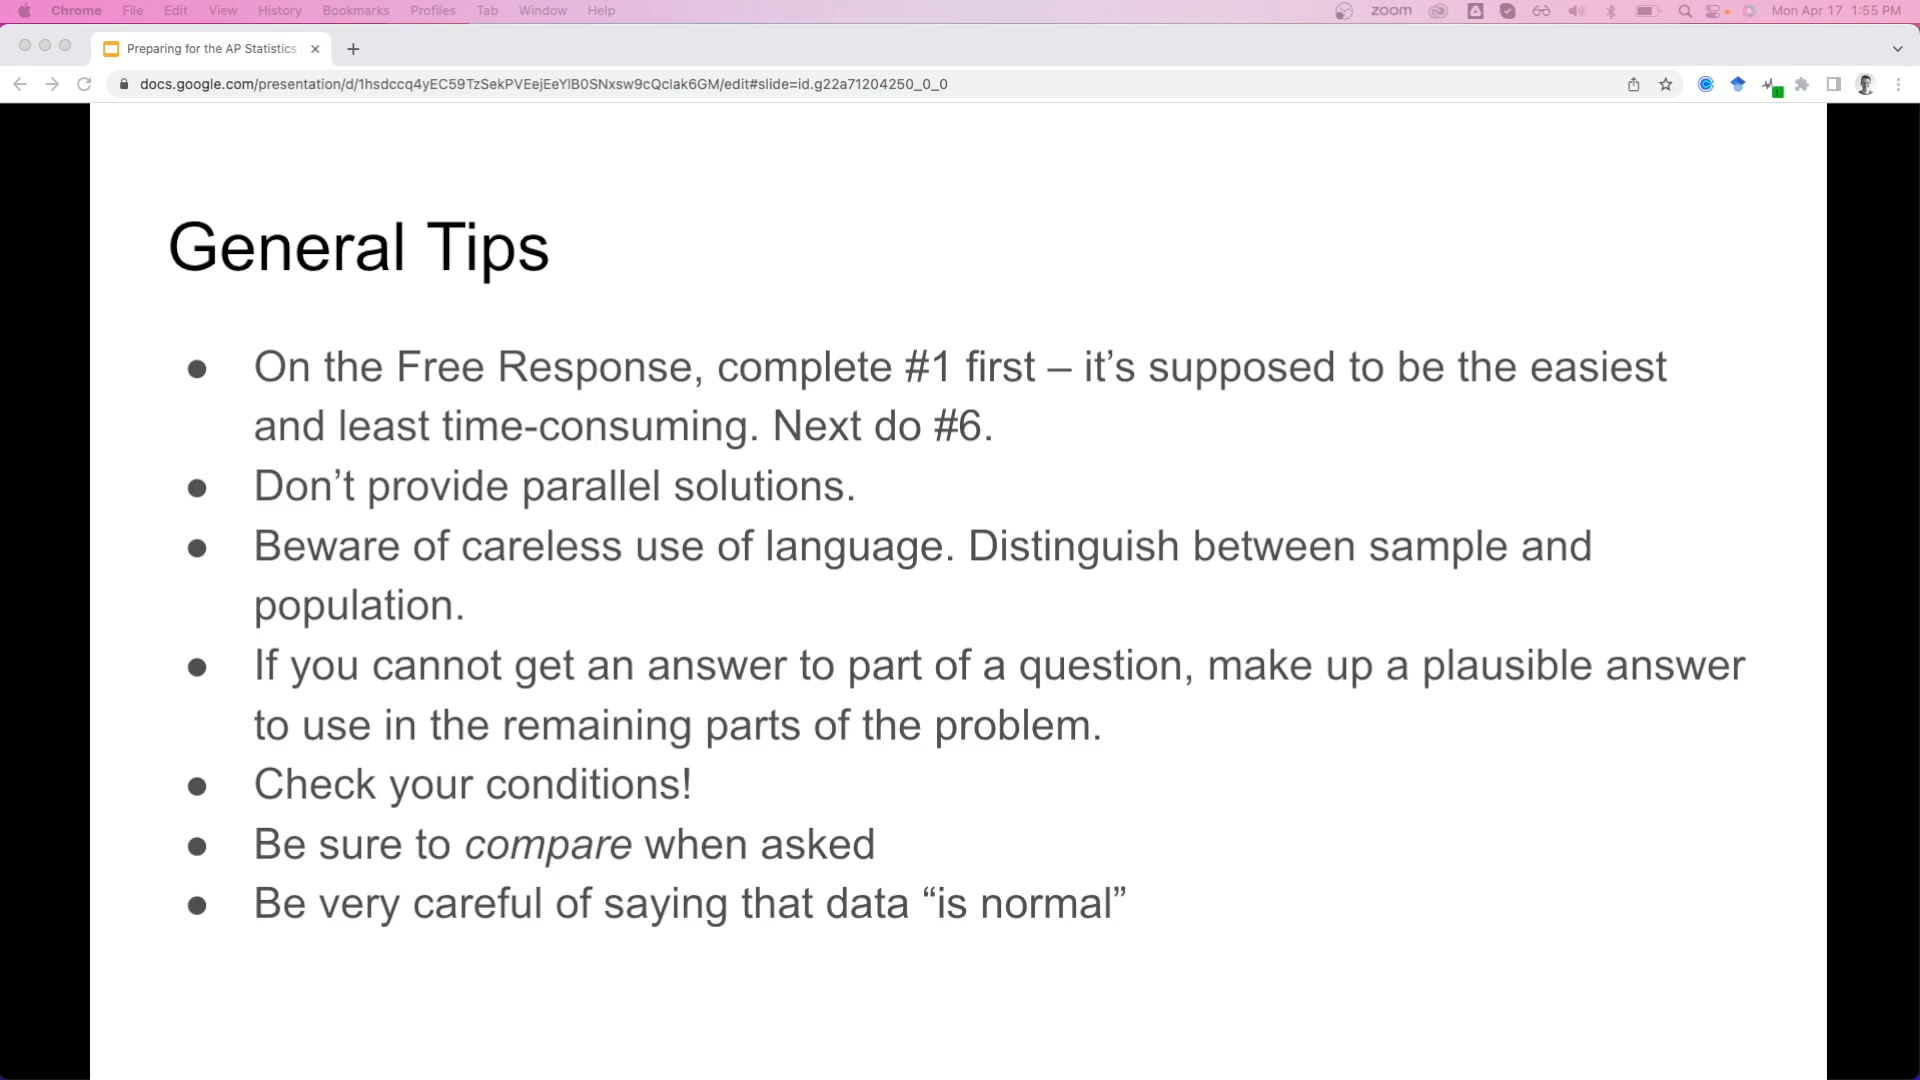 Chrome File Edit View History Bookmarks Profiles Tab Window Help zoom Mon Apr 17 1:55 PM
Preparing for the AP Statistics
docs.google.com/presentation/d/1hsdccq4yEC59TzSekPVEejEeYlB0SNxsw9cQclak6GM/edit#slide=id.g22a71204250_0_0
General Tips
● On the Free Response, complete #1 first – it’s supposed to be the easiest
and least time-consuming. Next do #6.
● Don’t provide parallel solutions.
● Beware of careless use of language. Distinguish between sample and
population.
● If you cannot get an answer to part of a question, make up a plausible answer
to use in the remaining parts of the problem.
● Check your conditions!
● Be sure to compare when asked
● Be very careful of saying that data “is normal”